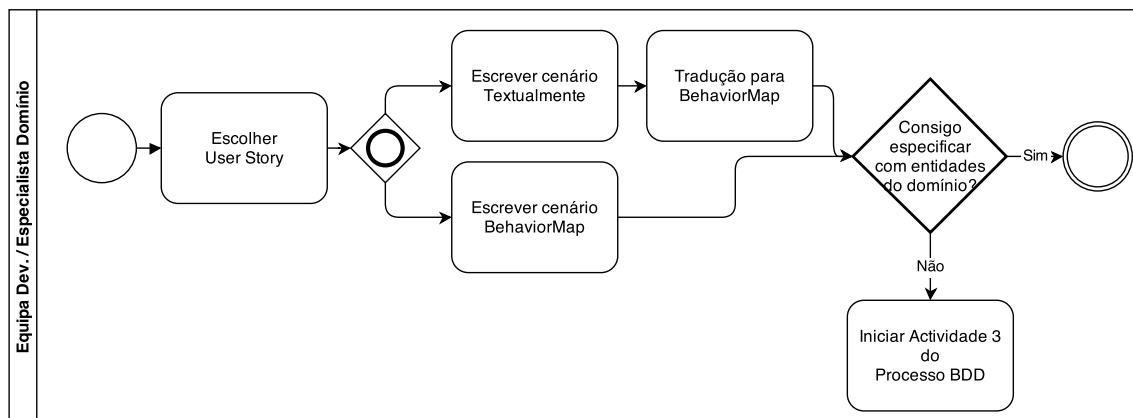 Equipa Dev. / Especialista Domínio
Escolher
User Story
Escrever cenário
Textualmente
Tradução para
BehaviorMap
Escrever cenário
BehaviorMap
Consigo
especificar
com entidades
do domínio?
Sim
Não
Iniciar Actividade 3
do
Processo BDD